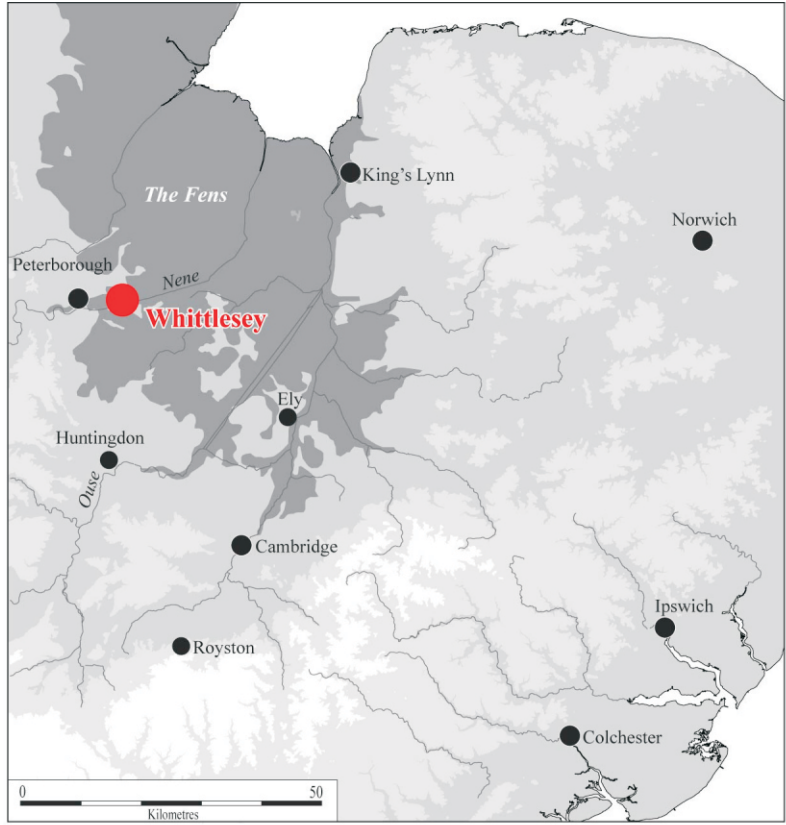 King's Lynn
The Fens
Norwich
Peterborough
Nene
Whittlesey
Ely
Huntingdon
Ouse
Cambridge
Ipswich
Royston
Colchester
0 50
Kilometres